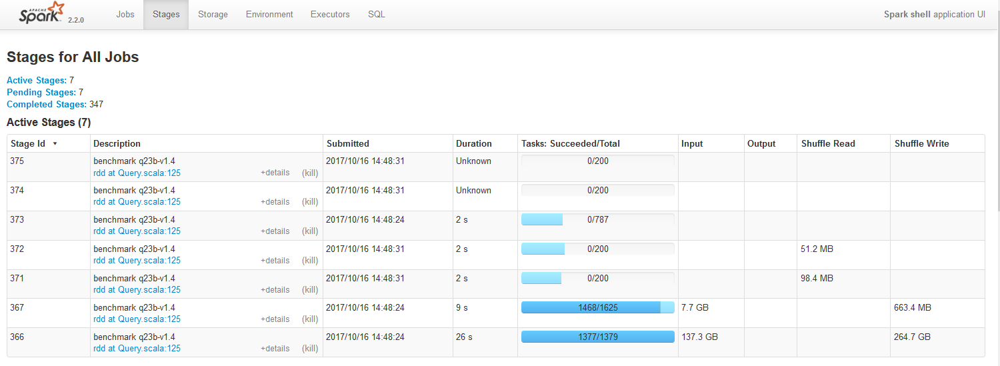 APACHE
Spark 2.2.0 Jobs Stages Storage Environment Executors SQL Spark shell application UI
Stages for All Jobs
Active Stages: 7
Pending Stages: 7
Completed Stages: 347
Active Stages (7)
Stage Id ▾ Description Submitted Duration Tasks: Succeeded/Total Input Output Shuffle Read Shuffle Write
375 benchmark q23b-v1.4 2017/10/16 14:48:31 Unknown 0/200
rdd at Query.scala:125 +details (kill)
374 benchmark q23b-v1.4 2017/10/16 14:48:31 Unknown 0/200
rdd at Query.scala:125 +details (kill)
373 benchmark q23b-v1.4 2017/10/16 14:48:24 2 s 0/787
rdd at Query.scala:125 +details (kill)
372 benchmark q23b-v1.4 2017/10/16 14:48:31 2 s 0/200 51.2 MB
rdd at Query.scala:125 +details (kill)
371 benchmark q23b-v1.4 2017/10/16 14:48:31 2 s 0/200 98.4 MB
rdd at Query.scala:125 +details (kill)
367 benchmark q23b-v1.4 2017/10/16 14:48:24 9 s 1468/1625 7.7 GB 663.4 MB
rdd at Query.scala:125 +details (kill)
366 benchmark q23b-v1.4 2017/10/16 14:48:24 26 s 1377/1379 137.3 GB 264.7 GB
rdd at Query.scala:125 +details (kill)